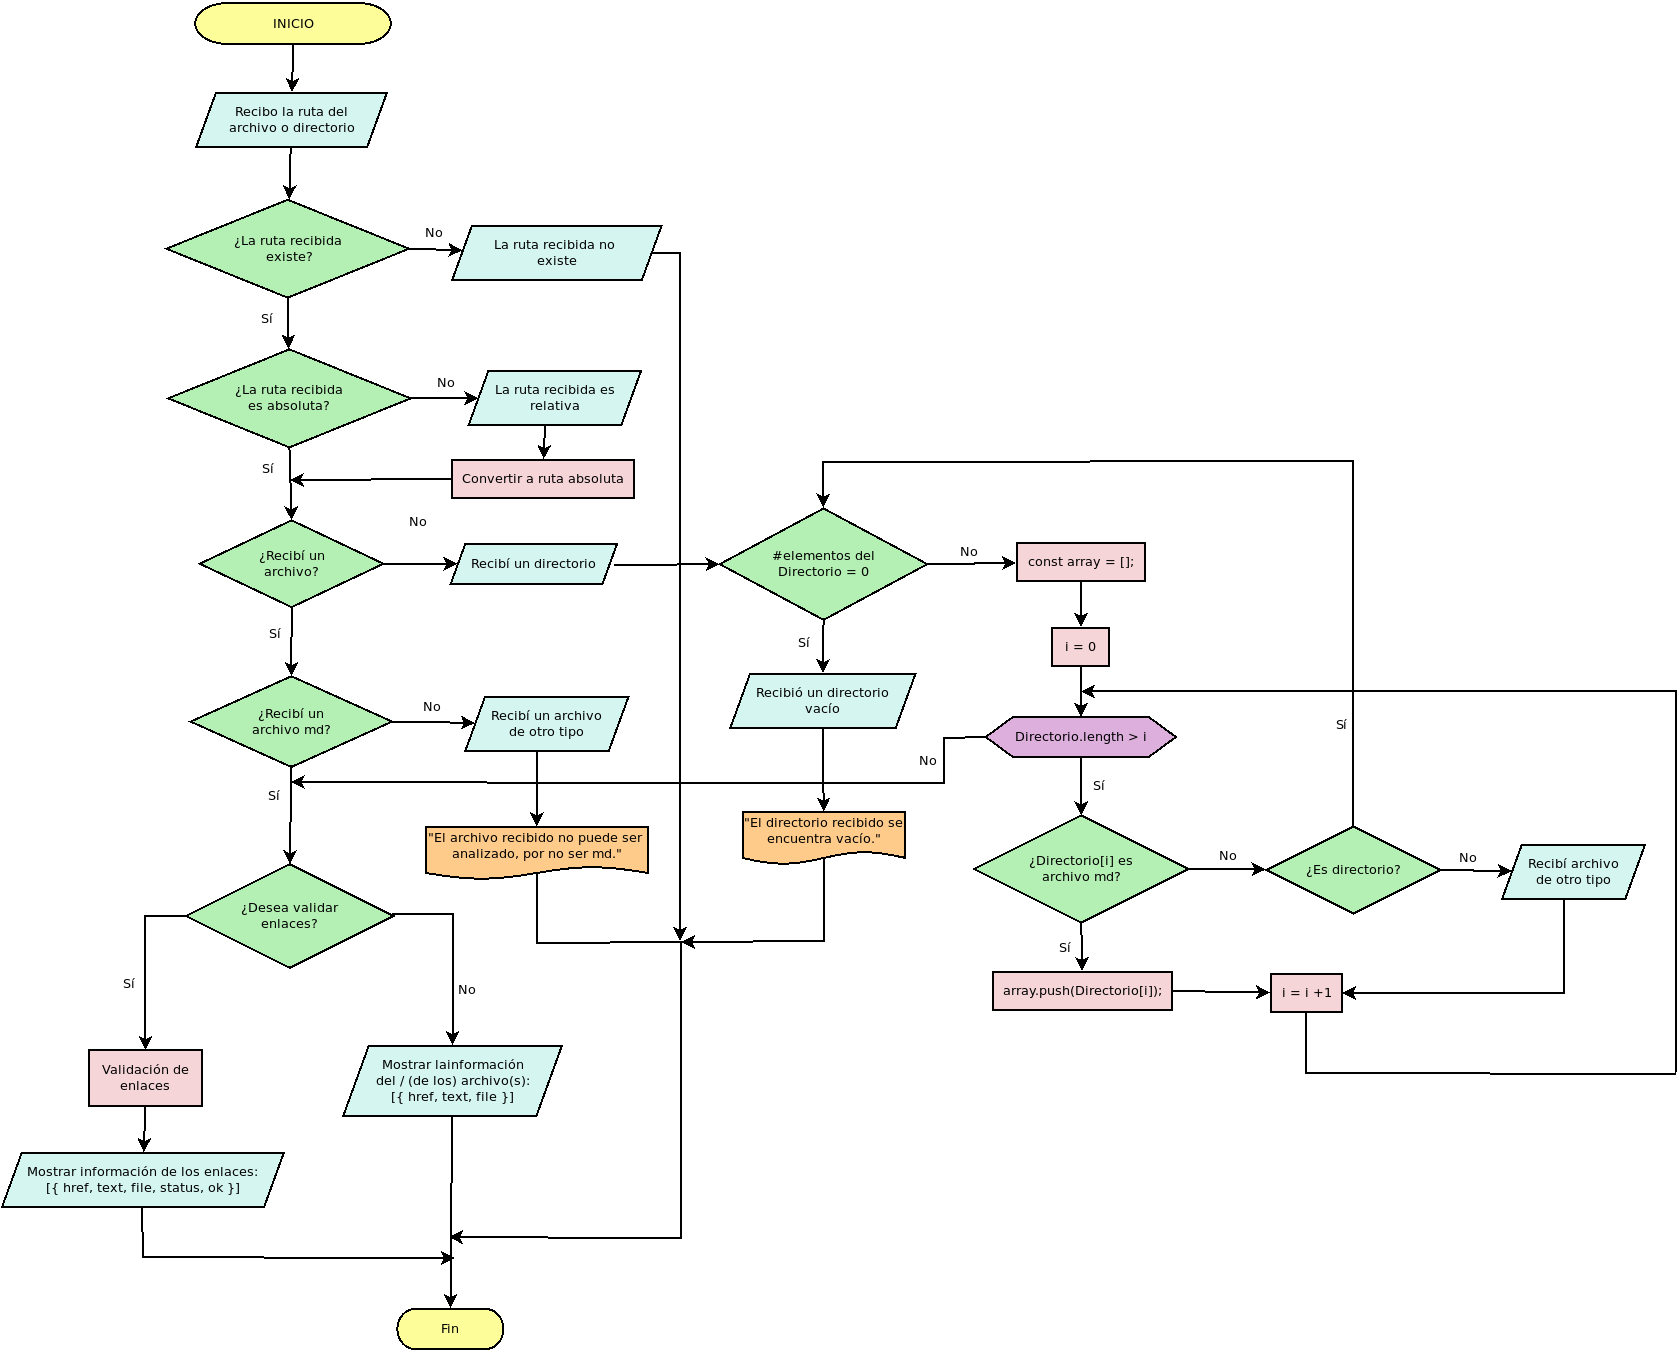 INICIO
Recibo la ruta del
archivo o directorio
¿La ruta recibida
existe?
No
La ruta recibida no
existe
Sí
¿La ruta recibida
es absoluta?
No
La ruta recibida es
relativa
Sí
Convertir a ruta absoluta
¿Recibí un
archivo?
No
Recibí un directorio
#elementos del
Directorio = 0
No
const array = [];
Sí
Recibió un directorio
vacío
"El directorio recibido se
encuentra vacío."
i = 0
Directorio.length > i
No
Sí
¿Directorio[i] es
archivo md?
No
¿Es directorio?
Sí
No
Recibí archivo
de otro tipo
Sí
array.push(Directorio[i]);
i = i +1
Sí
¿Recibí un
archivo md?
No
Recibí un archivo
de otro tipo
"El archivo recibido no puede ser
analizado, por no ser md."
Sí
¿Desea validar
enlaces?
Sí
No
Validación de
enlaces
Mostrar lainformación
del / (de los) archivo(s):
[{ href, text, file }]
Mostrar información de los enlaces:
[{ href, text, file, status, ok }]
Fin